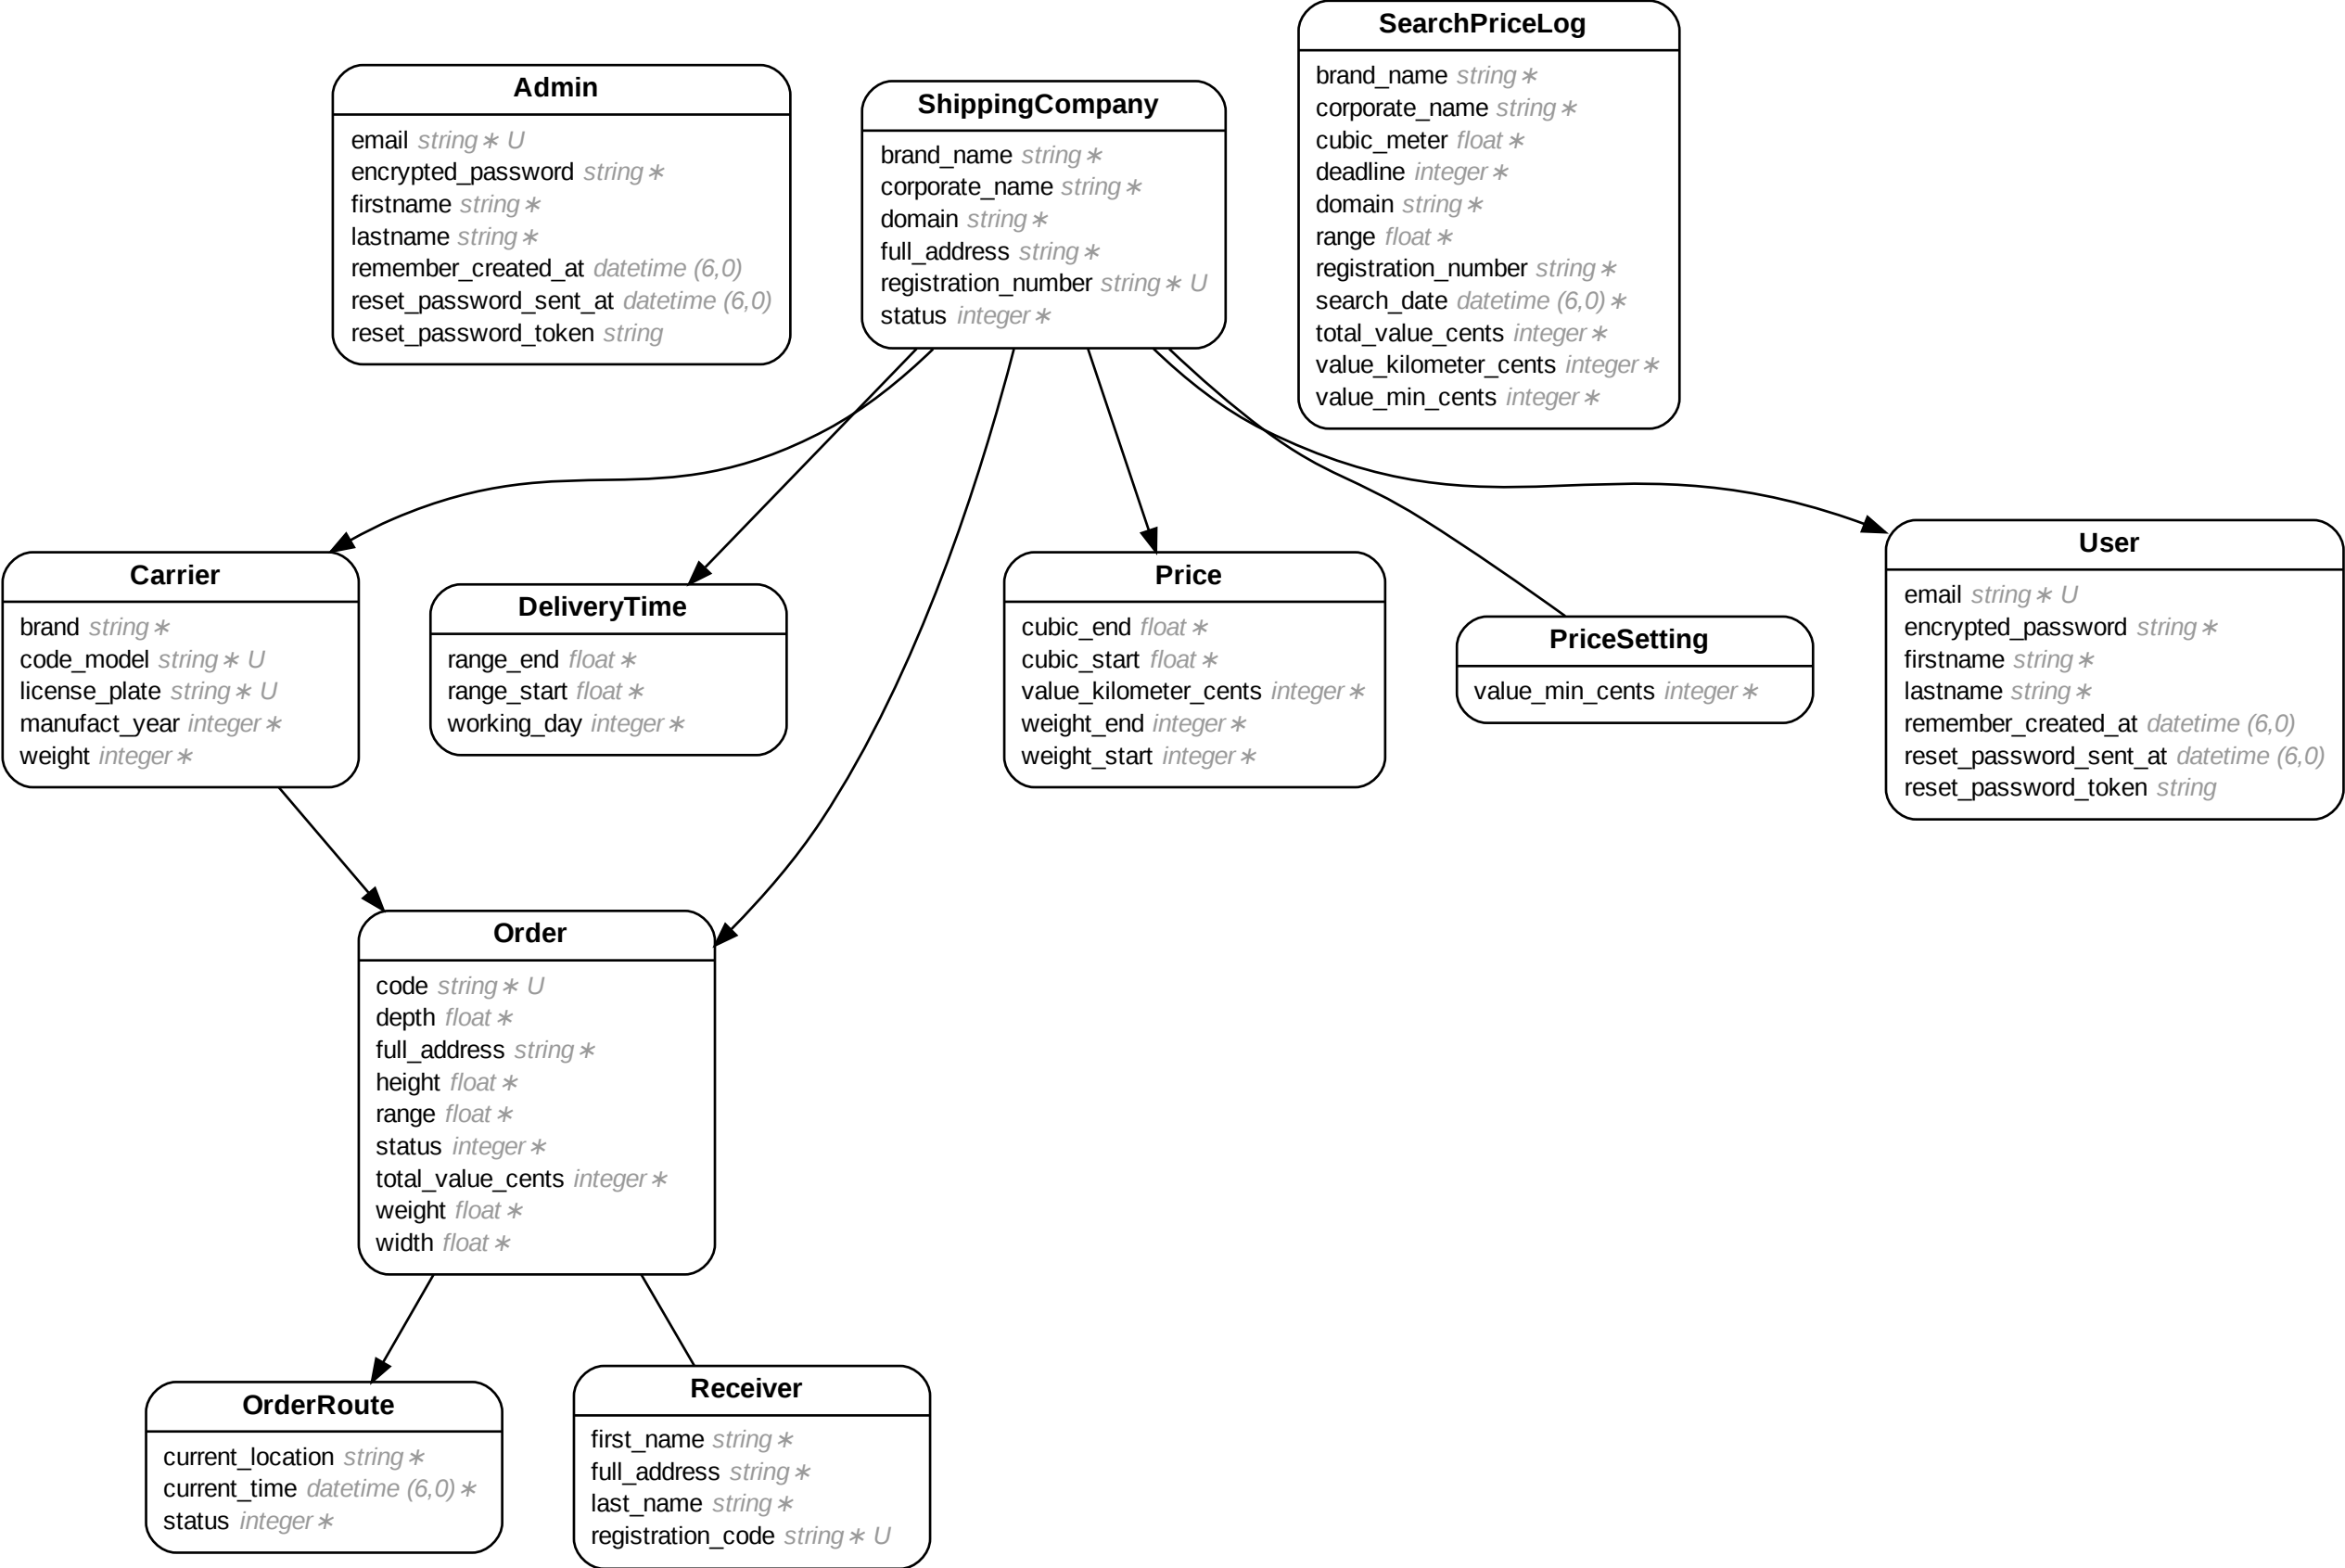 SearchPriceLog
brand_name string ∗
corporate_name string ∗
cubic_meter float ∗
deadline integer ∗
domain string ∗
range float ∗
registration_number string ∗
search_date datetime (6,0) ∗
total_value_cents integer ∗
value_kilometer_cents integer ∗
value_min_cents integer ∗
Admin
email string ∗ U
encrypted_password string ∗
firstname string ∗
lastname string ∗
remember_created_at datetime (6,0)
reset_password_sent_at datetime (6,0)
reset_password_token string
ShippingCompany
brand_name string ∗
corporate_name string ∗
domain string ∗
full_address string ∗
registration_number string ∗ U
status integer ∗
Carrier
brand string ∗
code_model string ∗ U
license_plate string ∗ U
manufact_year integer ∗
weight integer ∗
DeliveryTime
range_end float ∗
range_start float ∗
working_day integer ∗
Price
cubic_end float ∗
cubic_start float ∗
value_kilometer_cents integer ∗
weight_end integer ∗
weight_start integer ∗
PriceSetting
value_min_cents integer ∗
User
email string ∗ U
encrypted_password string ∗
firstname string ∗
lastname string ∗
remember_created_at datetime (6,0)
reset_password_sent_at datetime (6,0)
reset_password_token string
Order
code string ∗ U
depth float ∗
full_address string ∗
height float ∗
range float ∗
status integer ∗
total_value_cents integer ∗
weight float ∗
width float ∗
OrderRoute
current_location string ∗
current_time datetime (6,0) ∗
status integer ∗
Receiver
first_name string ∗
full_address string ∗
last_name string ∗
registration_code string ∗ U